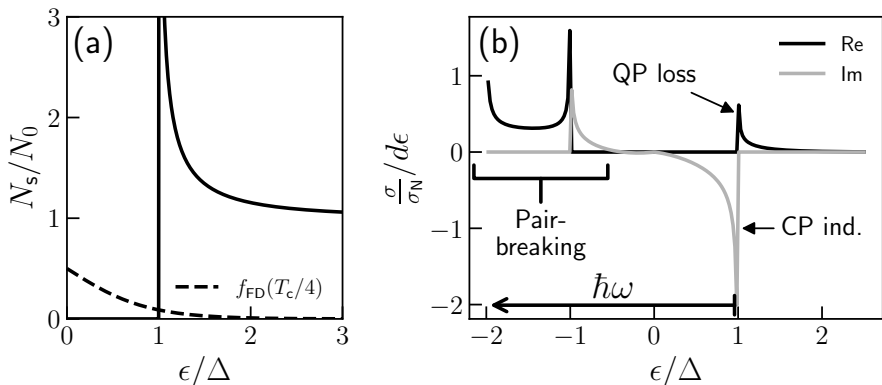 (a)
3
2
1
0
N_s/N_0
f_FD(T_c/4)
0 1 2 3
ϵ/Δ
(b)
Re
Im
QP loss
1
0
−1
−2
σ/σ_N/dϵ
Pair-
breaking
CP ind.
ħω
−2 −1 0 1 2
ϵ/Δ